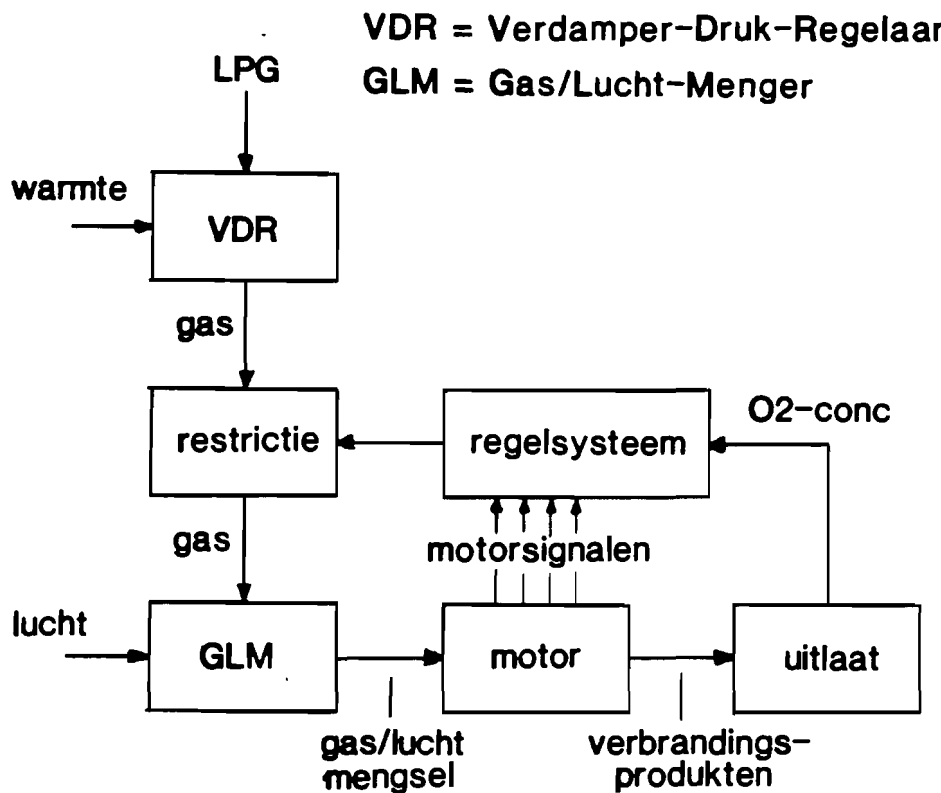 VDR = Verdamper-Druk-Regelaar
LPG
GLM = Gas/Lucht-Menger
warmte
VDR
gas
O2-conc
restrictie
regelsysteem
gas
motorsignalen
lucht
GLM
motor
uitlaat
gas/lucht
mengsel
verbrandings-
produkten